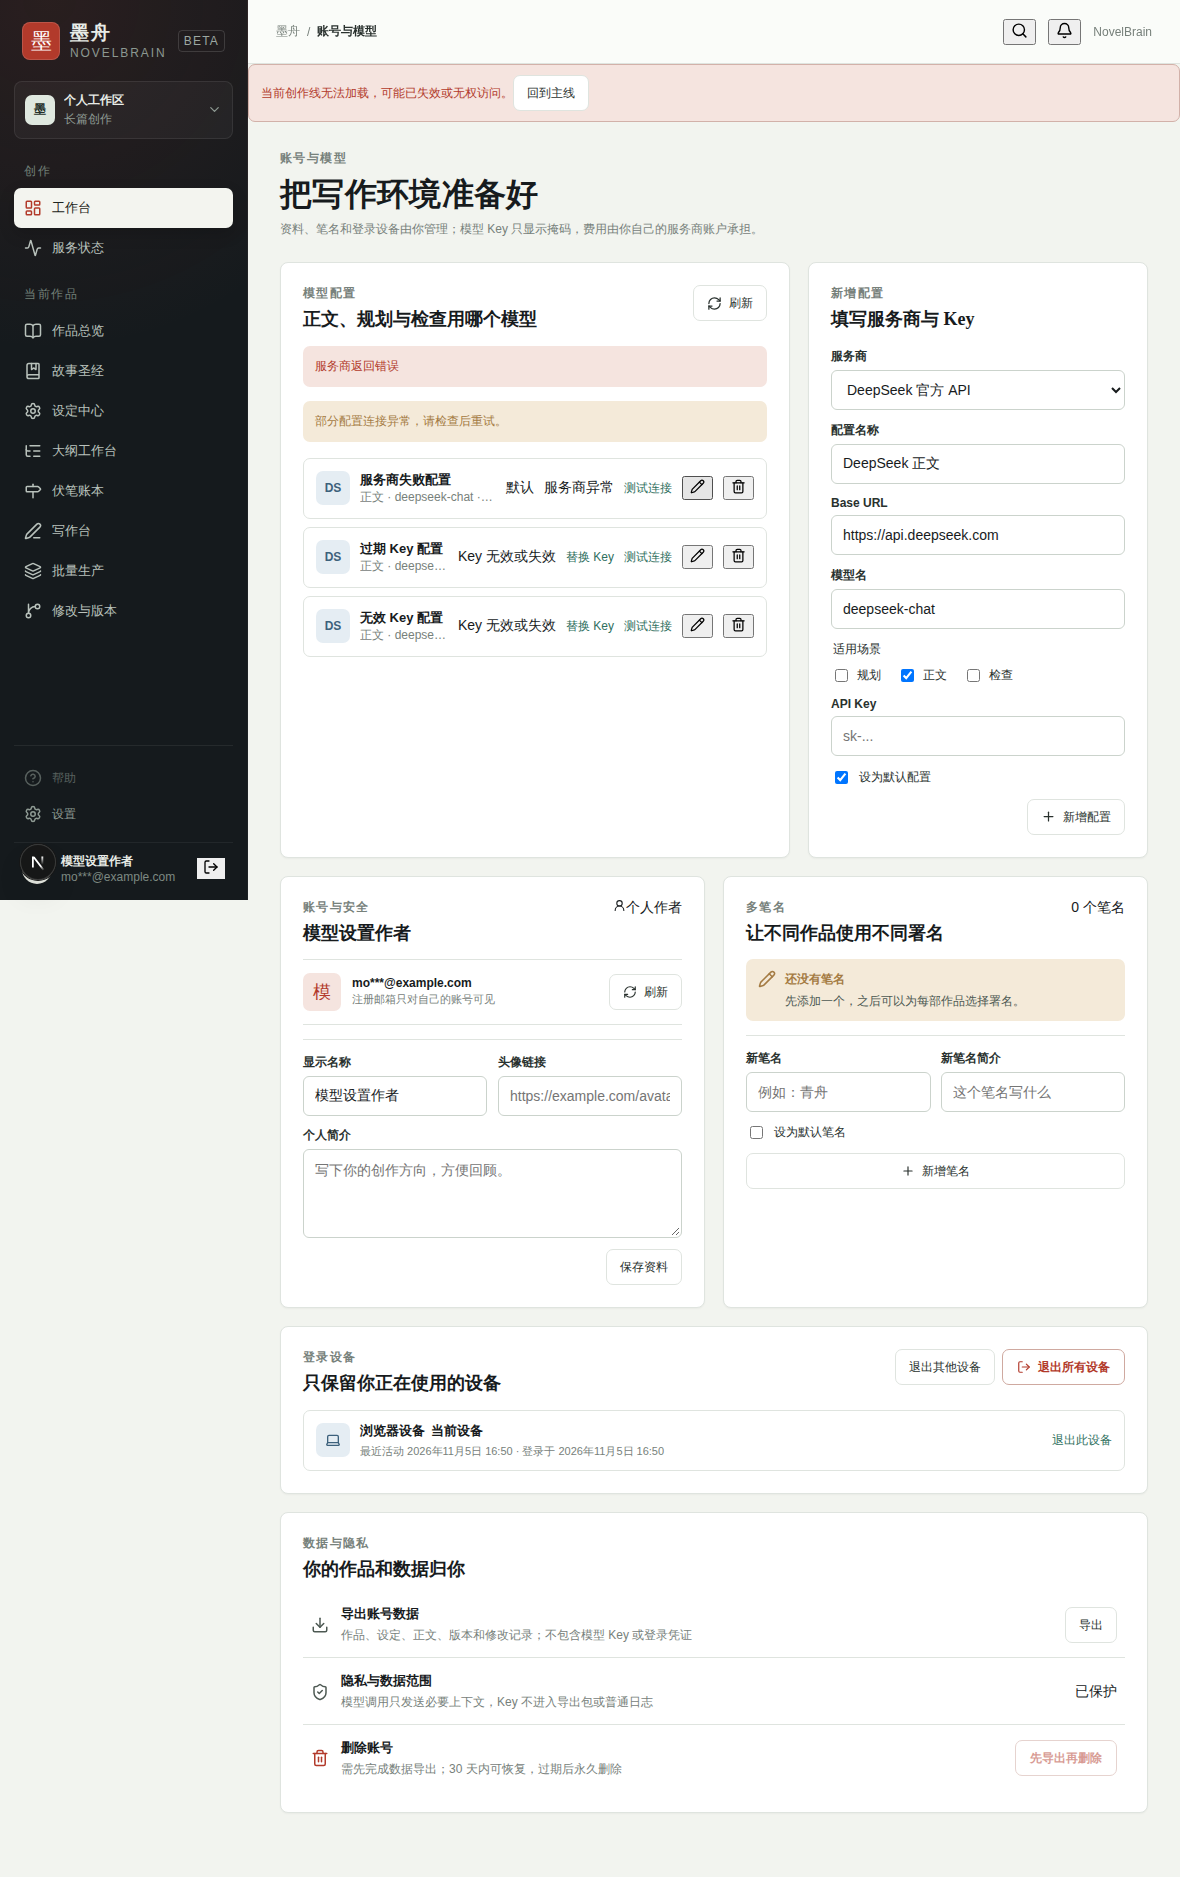 墨
墨舟
NOVELBRAIN
BETA
墨
个人工作区
长篇创作
创作
工作台
服务状态
当前作品
作品总览
故事圣经
设定中心
大纲工作台
伏笔账本
写作台
批量生产
修改与版本
帮助
设置
模型设置作者
mo***@example.com
墨舟 / 账号与模型
NovelBrain
当前创作线无法加载，可能已失效或无权访问。
回到主线
账号与模型
把写作环境准备好
资料、笔名和登录设备由你管理；模型 Key 只显示掩码，费用由你自己的服务商账户承担。
模型配置
正文、规划与检查用哪个模型
刷新
服务商返回错误
部分配置连接异常，请检查后重试。
DS
服务商失败配置
正文 · deepseek-chat ·…
默认 服务商异常 测试连接
DS
过期 Key 配置
正文 · deepse…
Key 无效或失效 替换 Key 测试连接
DS
无效 Key 配置
正文 · deepse…
Key 无效或失效 替换 Key 测试连接
新增配置
填写服务商与 Key
服务商
DeepSeek 官方 API
配置名称
DeepSeek 正文
Base URL
https://api.deepseek.com
模型名
deepseek-chat
适用场景
规划 正文 检查
API Key
sk-...
设为默认配置
新增配置
账号与安全
模型设置作者
个人作者
模
mo***@example.com
注册邮箱只对自己的账号可见
刷新
显示名称
模型设置作者
头像链接
https://example.com/avata
个人简介
写下你的创作方向，方便回顾。
保存资料
多笔名
让不同作品使用不同署名
0 个笔名
还没有笔名
先添加一个，之后可以为每部作品选择署名。
新笔名
例如：青舟
新笔名简介
这个笔名写什么
设为默认笔名
新增笔名
登录设备
只保留你正在使用的设备
退出其他设备
退出所有设备
浏览器设备 当前设备
最近活动 2026年11月5日 16:50 · 登录于 2026年11月5日 16:50
退出此设备
数据与隐私
你的作品和数据归你
导出账号数据
作品、设定、正文、版本和修改记录；不包含模型 Key 或登录凭证
导出
隐私与数据范围
模型调用只发送必要上下文，Key 不进入导出包或普通日志
已保护
删除账号
需先完成数据导出；30 天内可恢复，过期后永久删除
先导出再删除